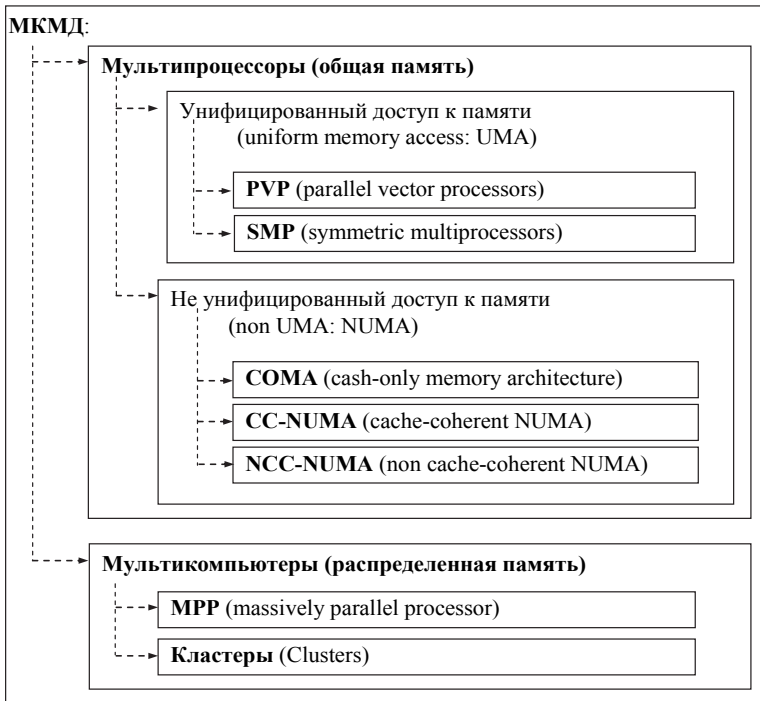 МКМД:
Мультипроцессоры (общая память)
Унифицированный доступ к памяти
(uniform memory access: UMA)
PVP (parallel vector processors)
SMP (symmetric multiprocessors)
Не унифицированный доступ к памяти
(non UMA: NUMA)
COMA (cash-only memory architecture)
CC-NUMA (cache-coherent NUMA)
NCC-NUMA (non cache-coherent NUMA)
Мультикомпьютеры (распределенная память)
MPP (massively parallel processor)
Кластеры (Clusters)